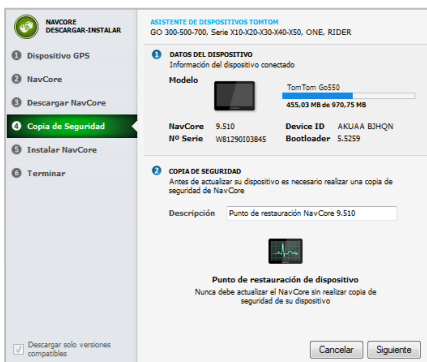 NAVCORE
DESCARGAR-INSTALAR
1 Dispositivo GPS
2 NavCore
3 Descargar NavCore
4 Copia de Seguridad
5 Instalar NavCore
6 Terminar
Descargar solo versiones
compatibles
ASISTENTE DE DISPOSITIVOS TOMTOM
GO 300-500-700, Serie X10-X20-X30-X40-X50, ONE, RIDER
1 DATOS DEL DISPOSITIVO
Información del dispositivo conectado
Modelo
TomTom Go550
455,03 MB de 970,75 MB
NavCore 9.510 Device ID AKUAA BJHQN
Nº Serie WB1290I03845 Bootloader 5.5259
2 COPIA DE SEGURIDAD
Antes de actualizar su dispositivo es necesario realizar una copia de
seguridad de NavCore
Descripción Punto de restauración NavCore 9.510
Punto de restauración de dispositivo
Nunca debe actualizar el NavCore sin realizar copia de
seguridad de su dispositivo
Cancelar Siguiente